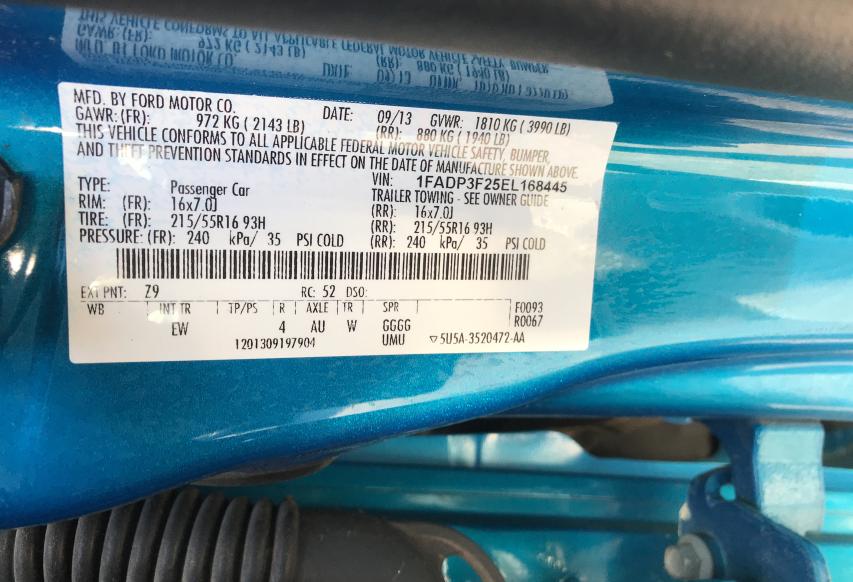 MFD. BY FORD MOTOR CO. DATE: 09/13 GVWR: 1810 KG ( 3990 LB)
GAWR: (FR): 972 KG ( 2143 LB) (RR): 880 KG ( 1940 LB)
THIS VEHICLE CONFORMS TO ALL APPLICABLE FEDERAL MOTOR VEHICLE SAFETY, BUMPER,
AND THEFT PREVENTION STANDARDS IN EFFECT ON THE DATE OF MANUFACTURE SHOWN ABOVE.
VIN: 1FADP3F25EL168445
TYPE: Passenger Car TRAILER TOWING - SEE OWNER GUIDE
RIM: (FR): 16x7.0J (RR): 16x7.0J
TIRE: (FR): 215/55R16 93H (RR): 215/55R16 93H
PRESSURE: (FR): 240 kPa/ 35 PSI COLD (RR): 240 kPa/ 35 PSI COLD
EXT PNT: Z9 RC: 52 DSO:
WB INT TR TP/PS R AXLE TR SPR F0093
EW 4 AU W GGGG R0067
1201309197904 UMU ▽5U5A-3520472-AA